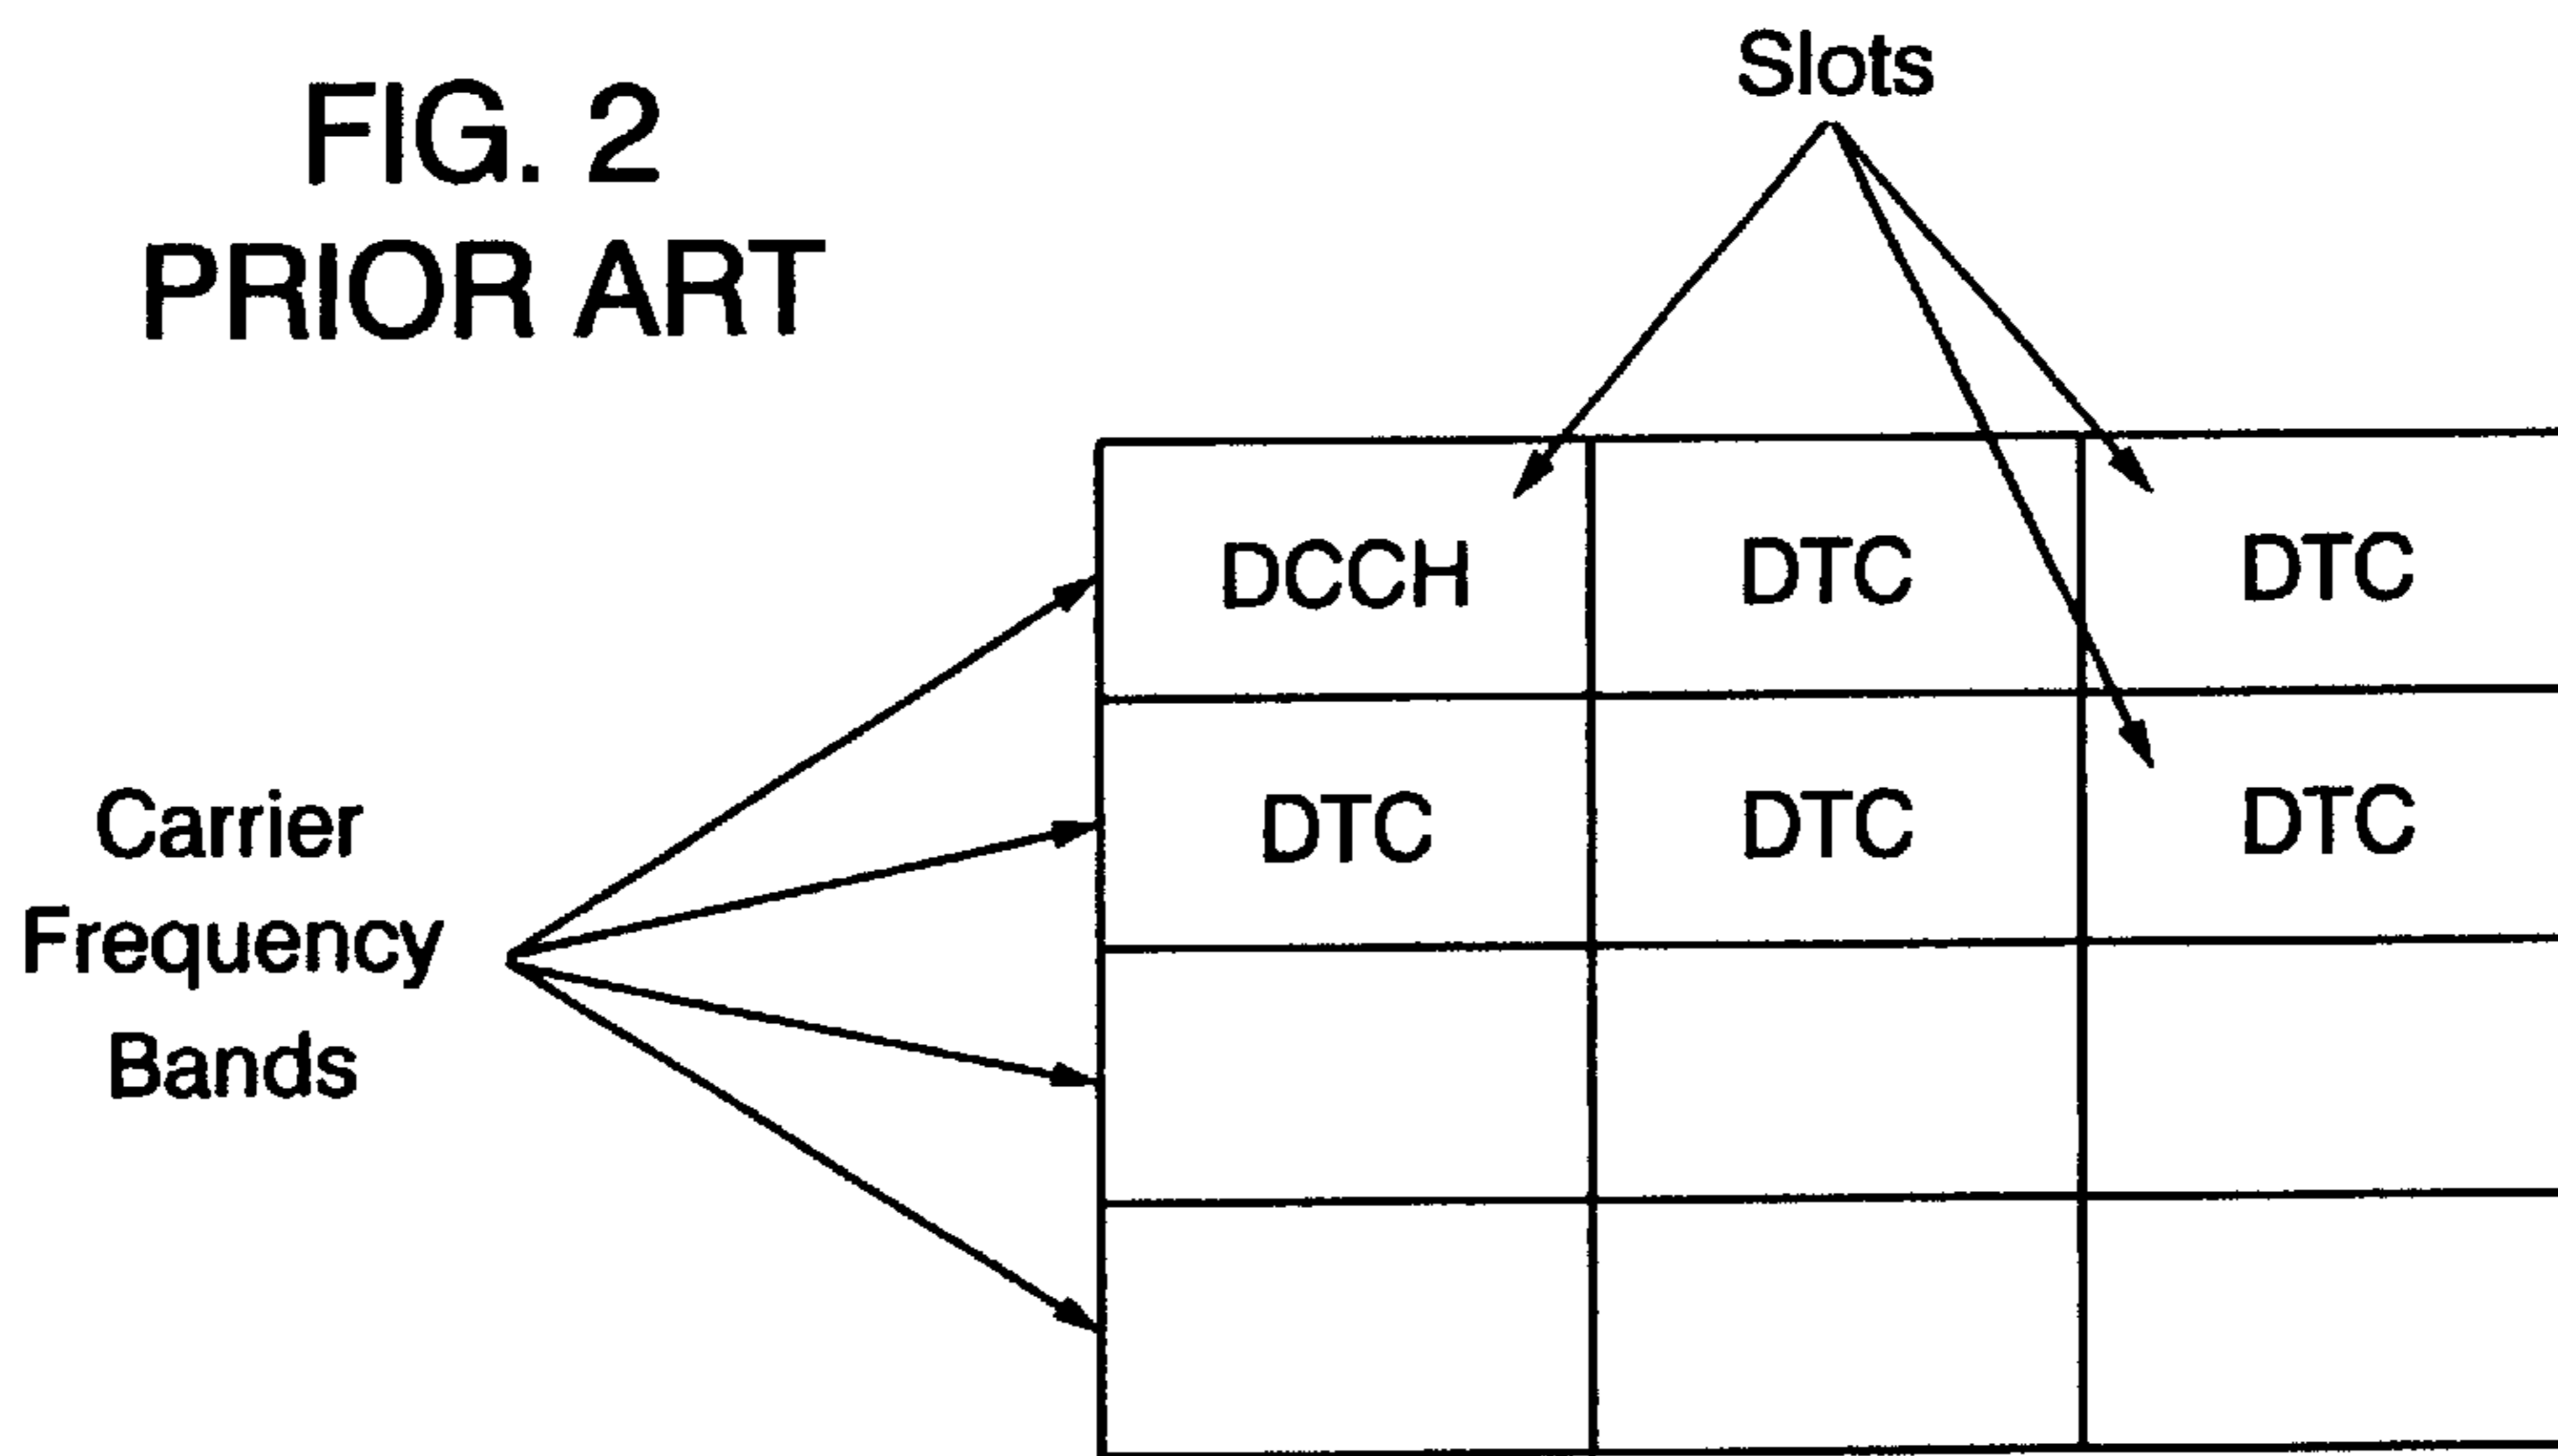 FIG. 2
PRIOR ART
Slots
DCCH DTC DTC
DTC DTC DTC
Carrier
Frequency
Bands